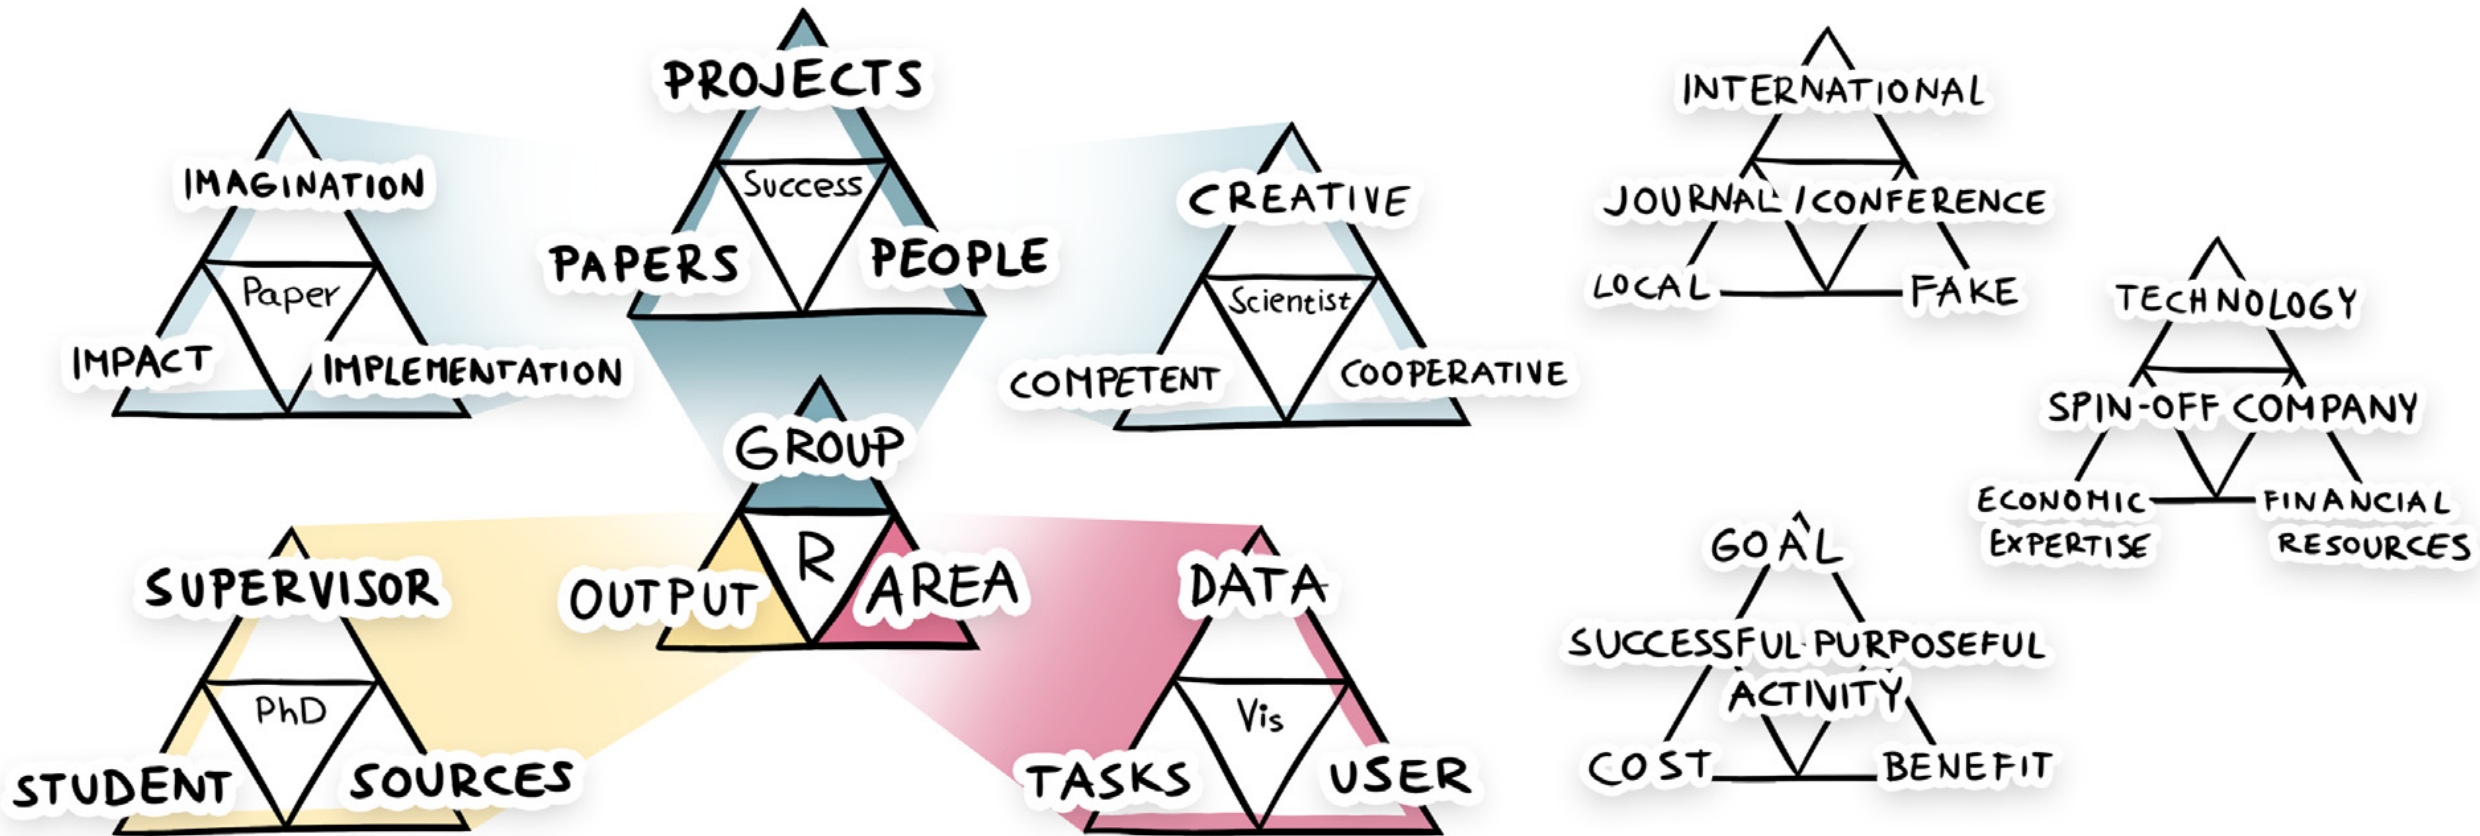 PROJECTS
Success
PAPERS
PEOPLE
IMAGINATION
Paper
IMPACT
IMPLEMENTATION
CREATIVE
Scientist
COMPETENT
COOPERATIVE
GROUP
R
OUTPUT
AREA
SUPERVISOR
PhD
STUDENT
SOURCES
DATA
Vis
TASKS
USER
INTERNATIONAL
JOURNAL/CONFERENCE
LOCAL
FAKE
TECHNOLOGY
SPIN-OFF COMPANY
ECONOMIC
EXPERTISE
FINANCIAL
RESOURCES
GOAL
SUCCESSFUL PURPOSEFUL
ACTIVITY
COST
BENEFIT